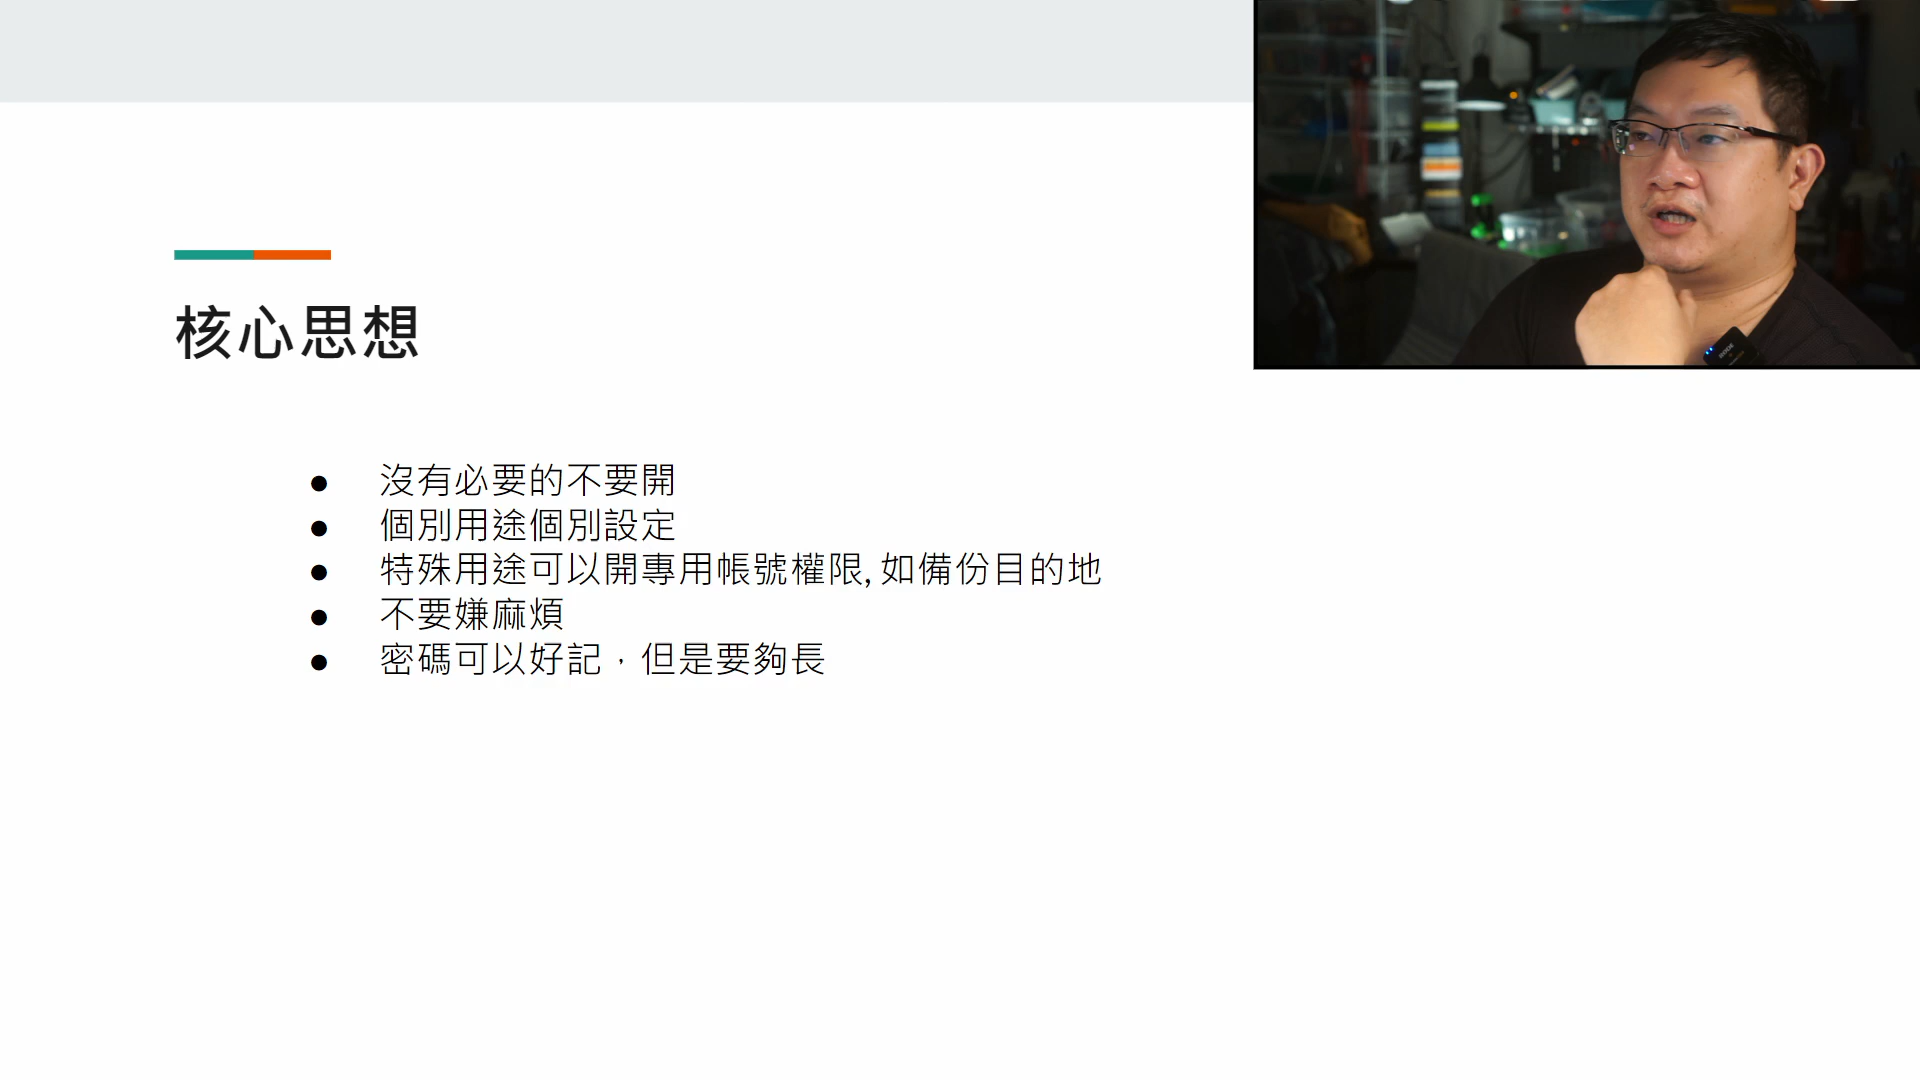 核心思想
● 沒有必要的不要開
● 個別用途個別設定
● 特殊用途可以開專用帳號權限, 如備份目的地
● 不要嫌麻煩
● 密碼可以好記，但是要夠長